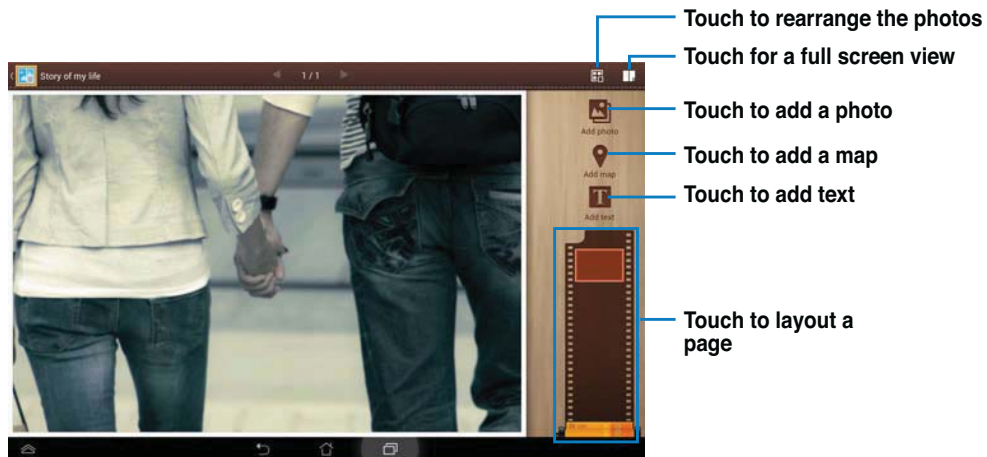 Touch to rearrange the photos
Touch for a full screen view
Story of my life
1 / 1
Touch to add a photo
Add photo
Touch to add a map
Add map
Touch to add text
Add text
Touch to layout a
page